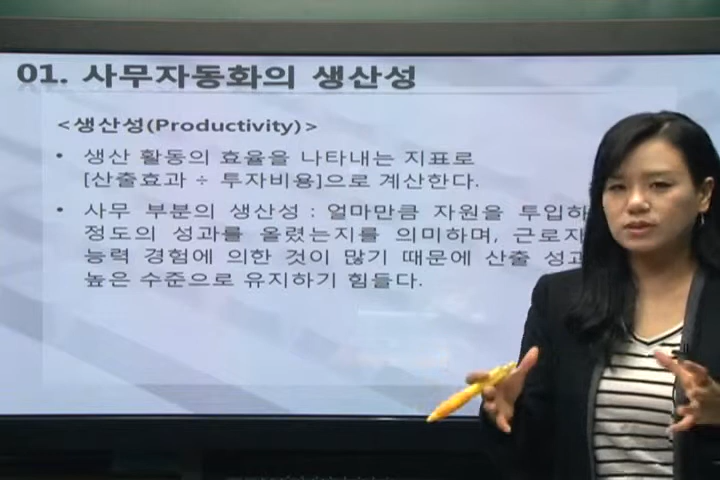 01. 사무자동화의 생산성
<생산성(Productivity)>
• 생산 활동의 효율을 나타내는 지표로
[산출효과 ÷ 투자비용]으로 계산한다.
• 사무 부분의 생산성 : 얼마만큼 자원을 투입하
정도의 성과를 올렸는지를 의미하며, 근로자
능력 경험에 의한 것이 많기 때문에 산출 성과
높은 수준으로 유지하기 힘들다.